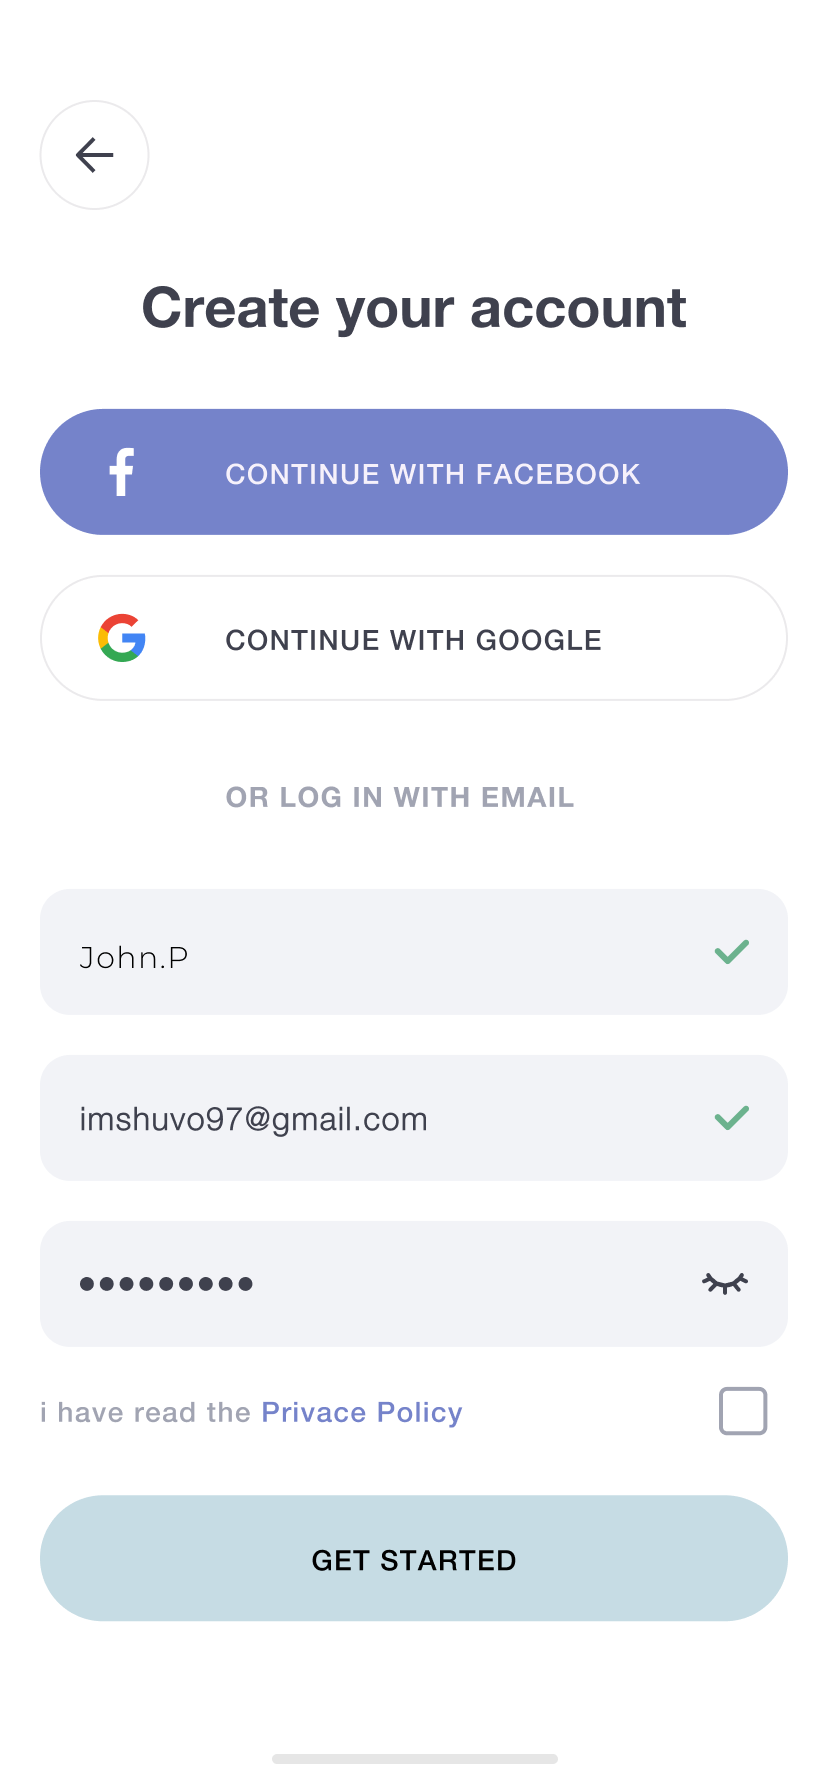 Create your account
CONTINUE WITH FACEBOOK
CONTINUE WITH GOOGLE
OR LOG IN WITH EMAIL
John.P
imshuvo97@gmail.com
i have read the Privace Policy
GET STARTED